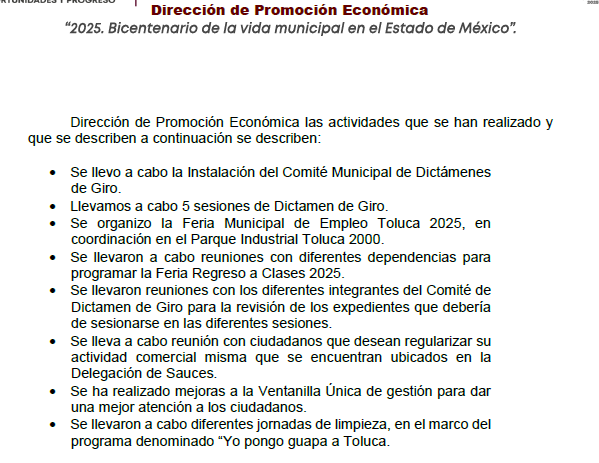 OPORTUNIDADES Y PROGRESO
2025
Dirección de Promoción Económica
“2025. Bicentenario de la vida municipal en el Estado de México”.
Dirección de Promoción Económica las actividades que se han realizado y
que se describen a continuación se describen:
• Se llevo a cabo la Instalación del Comité Municipal de Dictámenes
de Giro.
• Llevamos a cabo 5 sesiones de Dictamen de Giro.
• Se organizo la Feria Municipal de Empleo Toluca 2025, en
coordinación en el Parque Industrial Toluca 2000.
• Se llevaron a cabo reuniones con diferentes dependencias para
programar la Feria Regreso a Clases 2025.
• Se llevaron reuniones con los diferentes integrantes del Comité de
Dictamen de Giro para la revisión de los expedientes que debería
de sesionarse en las diferentes sesiones.
• Se lleva a cabo reunión con ciudadanos que desean regularizar su
actividad comercial misma que se encuentran ubicados en la
Delegación de Sauces.
• Se ha realizado mejoras a la Ventanilla Única de gestión para dar
una mejor atención a los ciudadanos.
• Se llevaron a cabo diferentes jornadas de limpieza, en el marco del
programa denominado “Yo pongo guapa a Toluca.